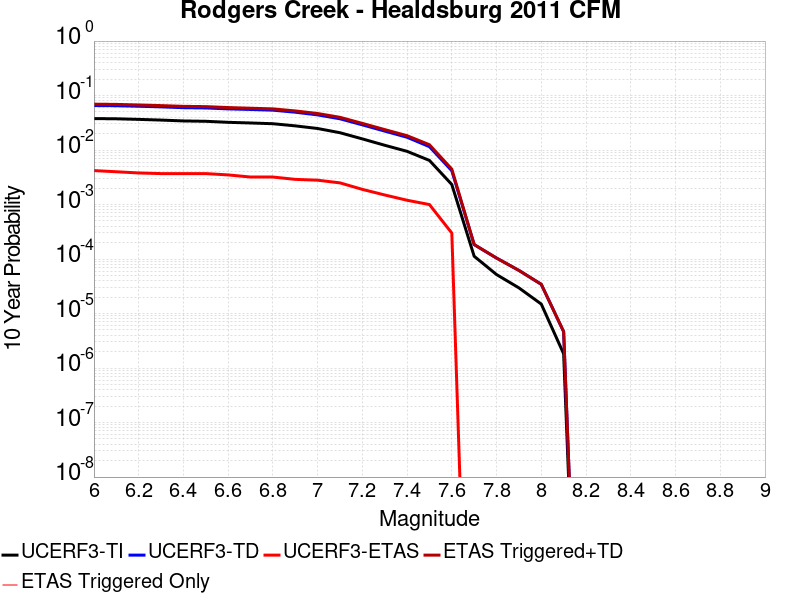 Rodgers Creek - Healdsburg 2011 CFM
10 Year Probability
10^0
10^-1
10^-2
10^-3
10^-4
10^-5
10^-6
10^-7
10^-8
6 6.2 6.4 6.6 6.8 7 7.2 7.4 7.6 7.8 8 8.2 8.4 8.6 8.8 9
Magnitude
UCERF3-TI UCERF3-TD UCERF3-ETAS ETAS Triggered+TD
ETAS Triggered Only